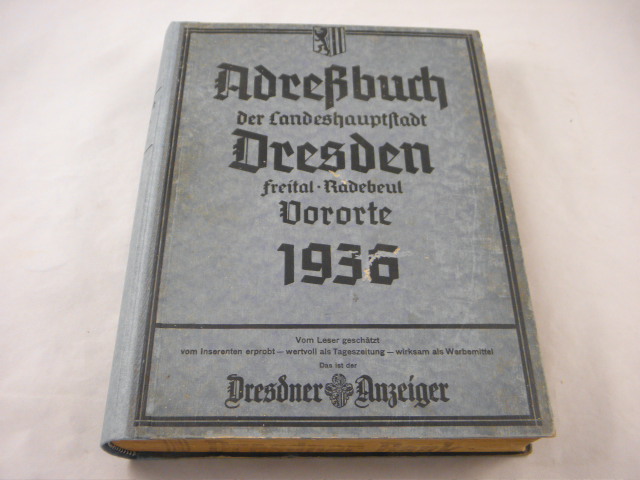 Adreßbuch
der Landeshauptstadt
Dresden
Freital · Radebeul
Vororte
1936
Vom Leser geschätzt
vom Inserenten erprobt — wertvoll als Tageszeitung — wirksam als Werbemittel
Das ist der
Dresdner Anzeiger